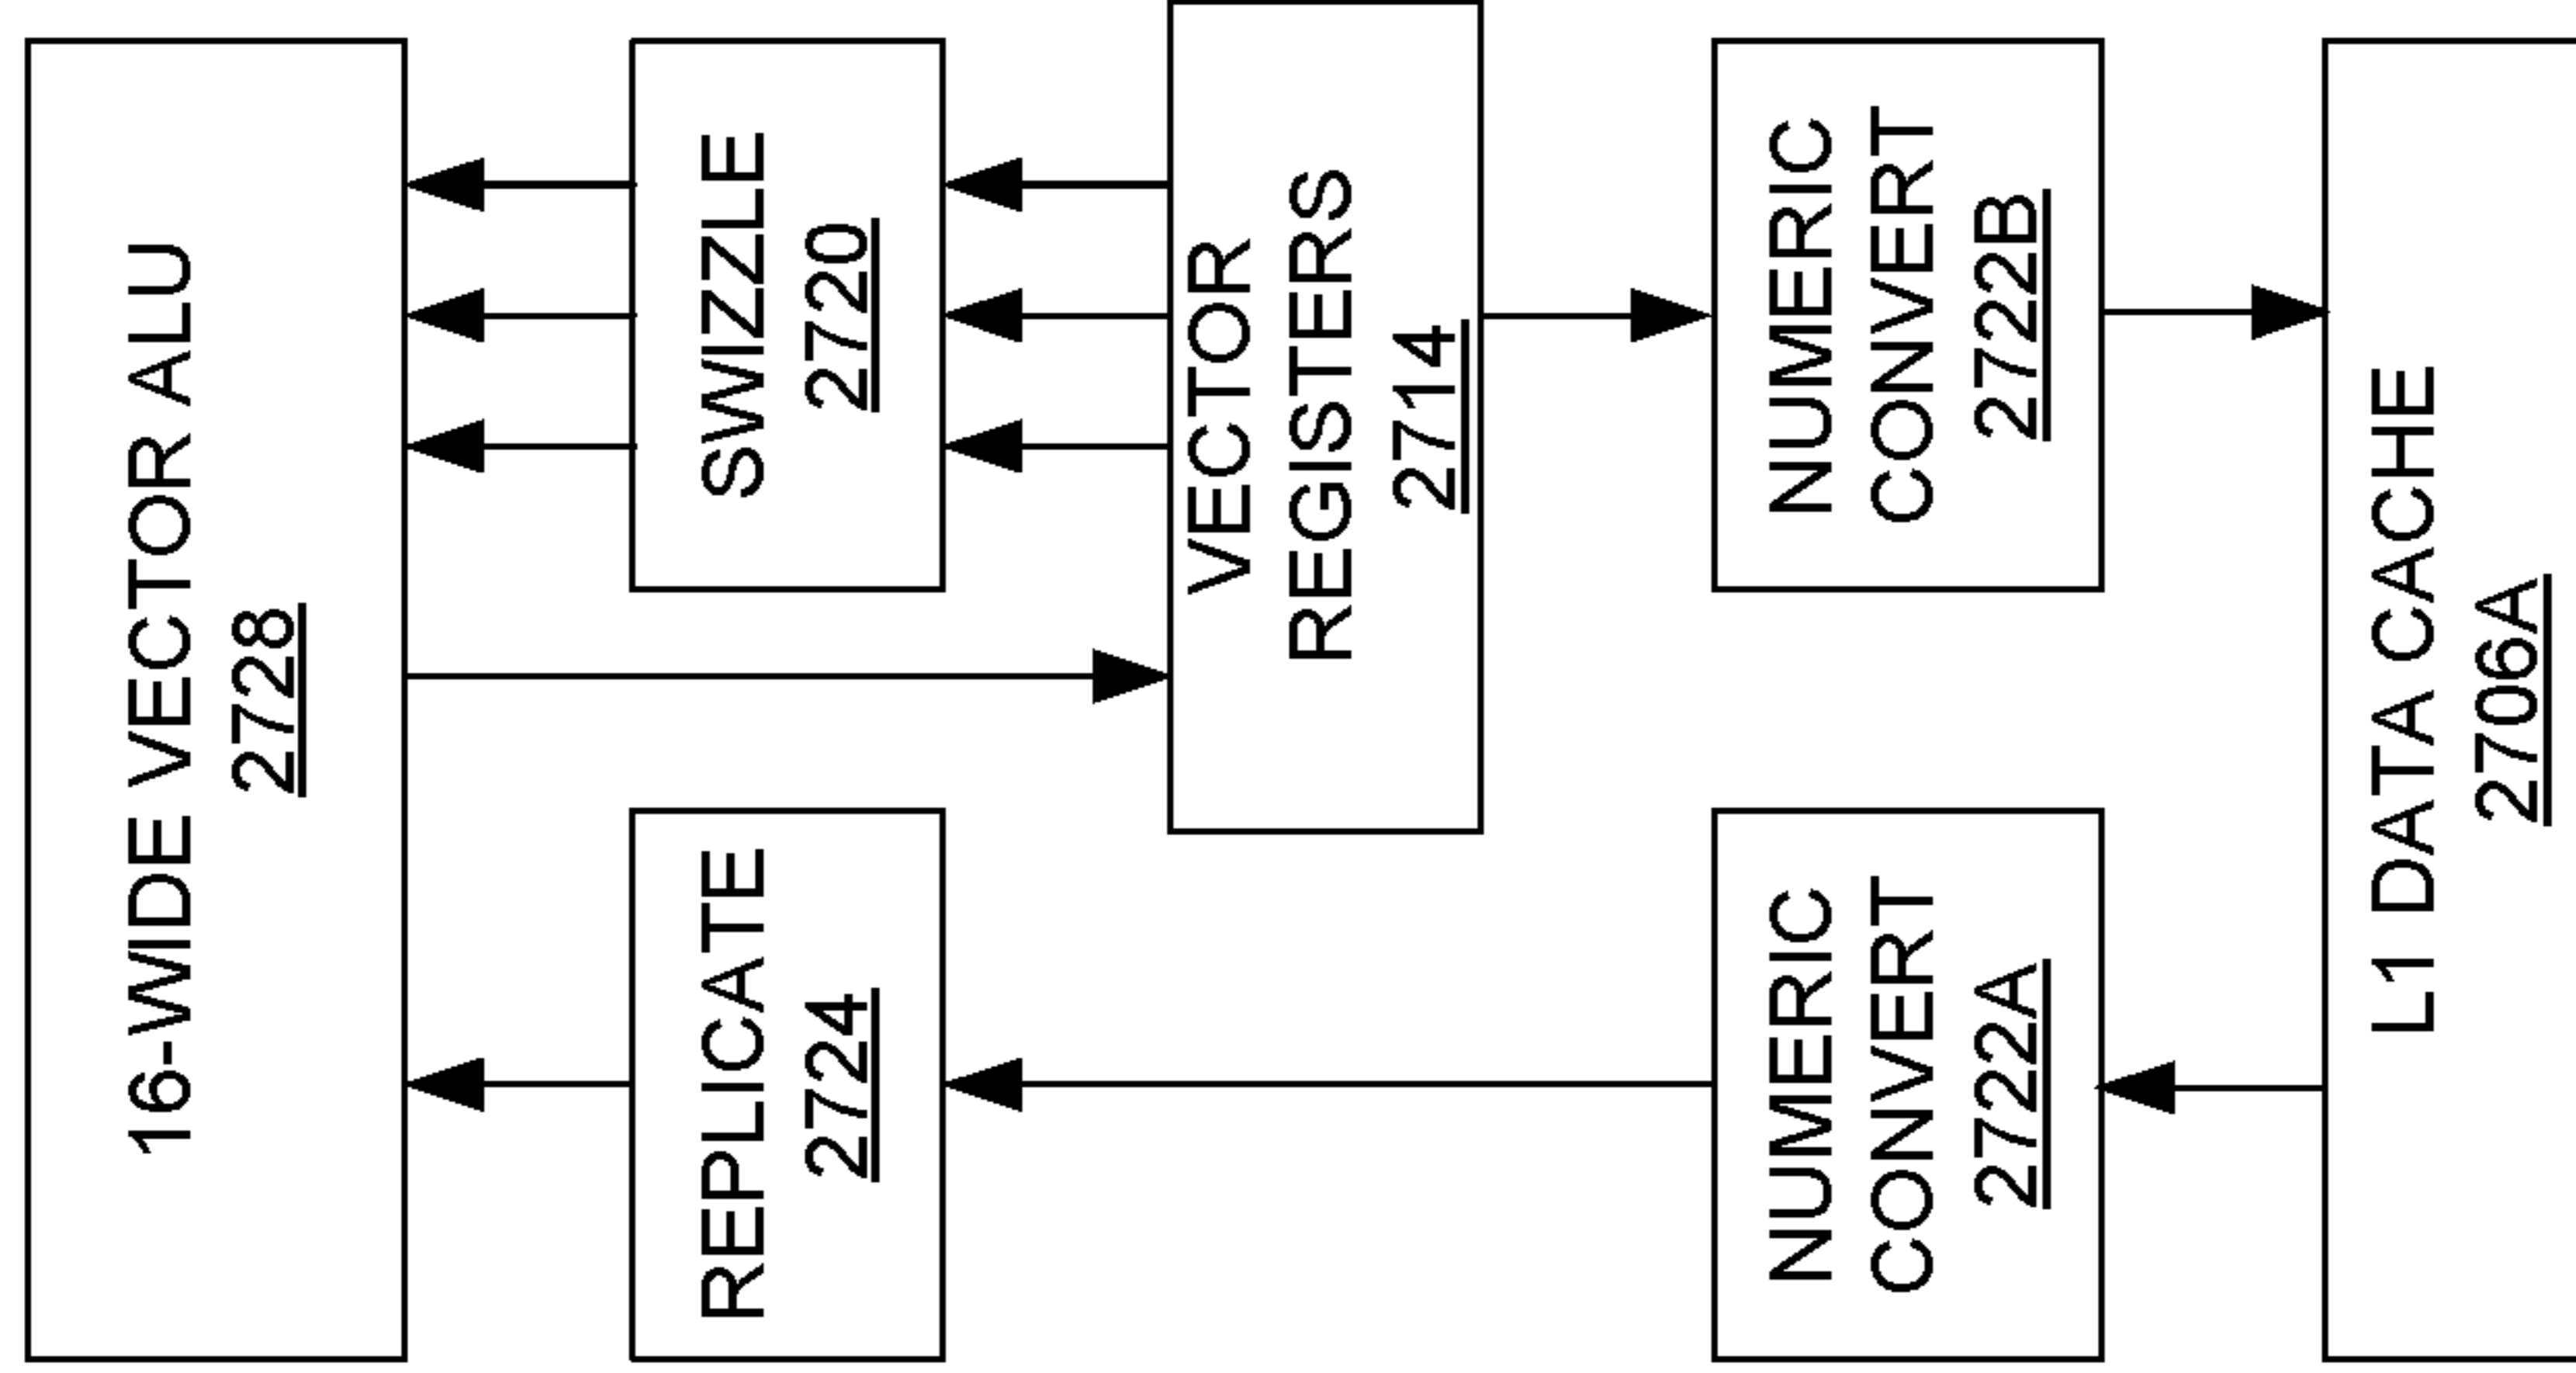 16-WIDE VECTOR ALU
2728
REPLICATE
2724
SWIZZLE
2720
VECTOR
REGISTERS
2714
NUMERIC
CONVERT
2722A
NUMERIC
CONVERT
2722B
L1 DATA CACHE
2706A